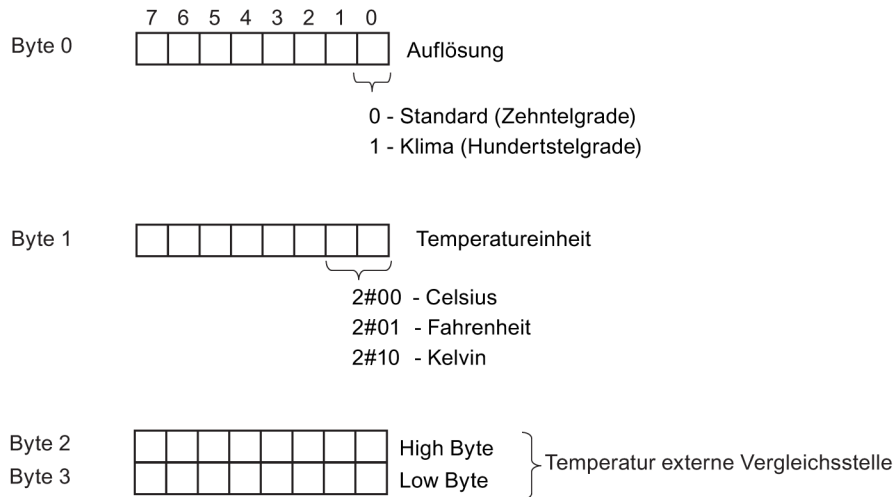 7 6 5 4 3 2 1 0
Byte 0 Auflösung
0 - Standard (Zehntelgrade)
1 - Klima (Hundertstelgrade)
Byte 1 Temperatureinheit
2#00 - Celsius
2#01 - Fahrenheit
2#10 - Kelvin
Byte 2 High Byte
Temperatur externe Vergleichsstelle
Byte 3 Low Byte